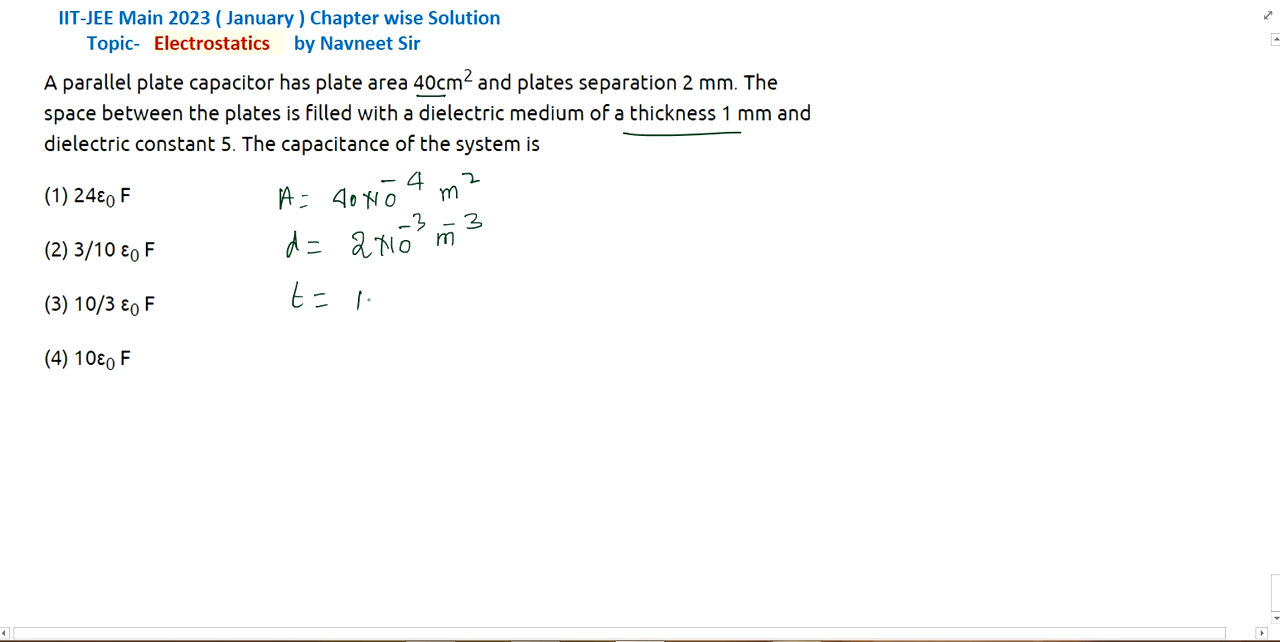 IIT-JEE Main 2023 ( January ) Chapter wise Solution
Topic- Electrostatics by Navneet Sir
A parallel plate capacitor has plate area 40cm² and plates separation 2 mm. The
space between the plates is filled with a dielectric medium of a thickness 1 mm and
dielectric constant 5. The capacitance of the system is
(1) 24ε₀ F
(2) 3/10 ε₀ F
(3) 10/3 ε₀ F
(4) 10ε₀ F
A = 40×10⁻⁴ m²
d = 2×10⁻³ m⁻³
t = 1.